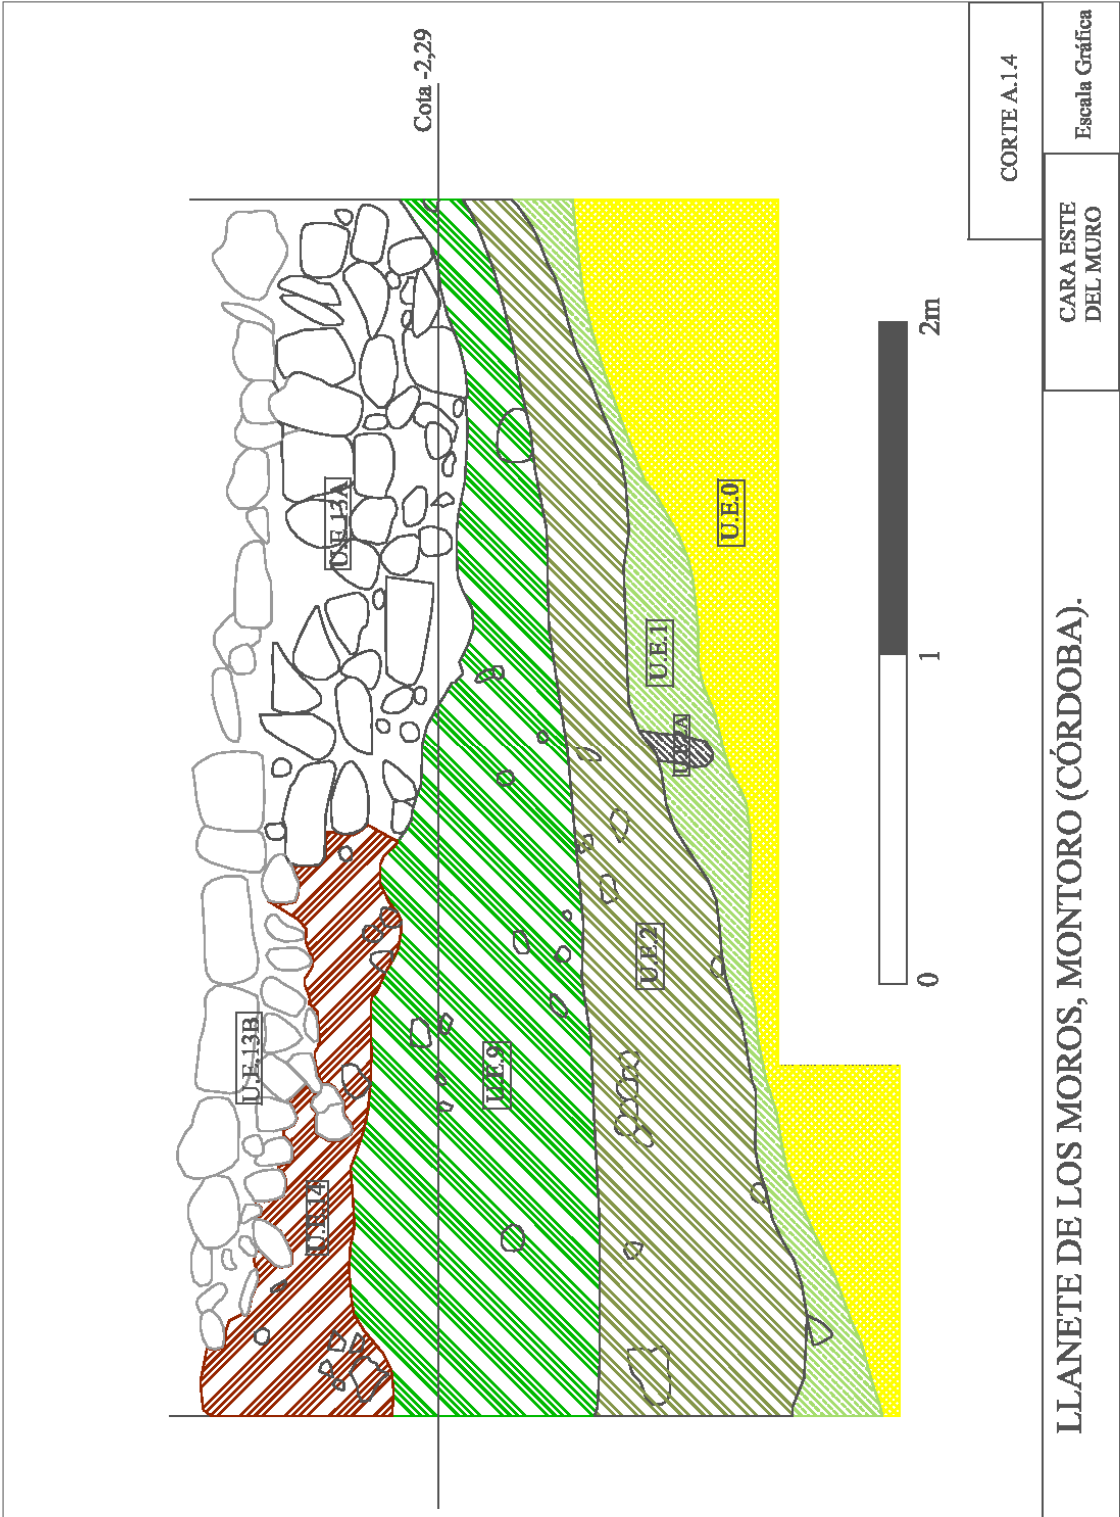 Cota -2,29
U.E.13B
U.E.13A
U.E.14
U.E.9
U.E.2
U.E.2A
U.E.1
U.E.0
0
1
2m
CORTE A.1.4
LLANETE DE LOS MOROS, MONTORO (CÓRDOBA).
CARA ESTE
DEL MURO
Escala Gráfica